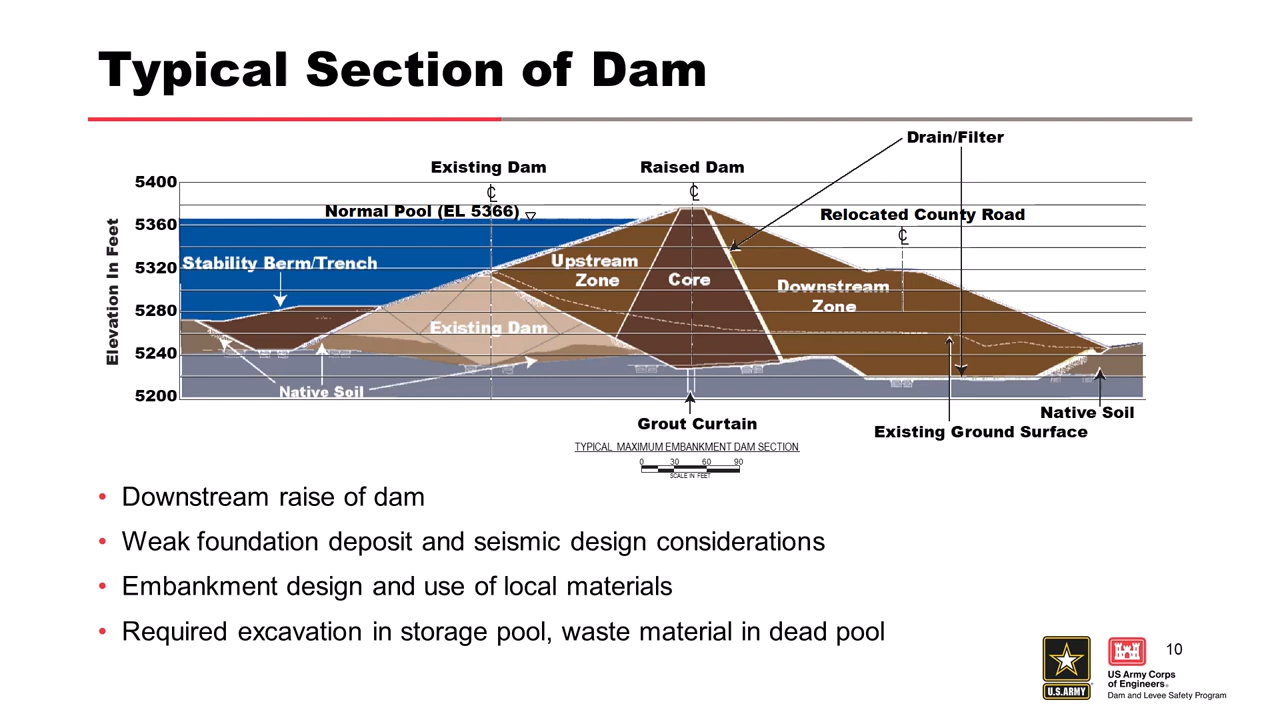 Typical Section of Dam
Drain/Filter
Existing Dam
Raised Dam
℄
℄
Normal Pool (EL 5366)
Relocated County Road
℄
Elevation In Feet
5400
5360
5320
5280
5240
5200
Stability Berm/Trench
Upstream
Zone
Core
Downstream
Zone
Existing Dam
Native Soil
Grout Curtain
Native Soil
Existing Ground Surface
TYPICAL MAXIMUM EMBANKMENT DAM SECTION
0 30 60 90
SCALE IN FEET
• Downstream raise of dam
• Weak foundation deposit and seismic design considerations
• Embankment design and use of local materials
• Required excavation in storage pool, waste material in dead pool
10
U.S.ARMY
US Army Corps
of Engineers®
Dam and Levee Safety Program